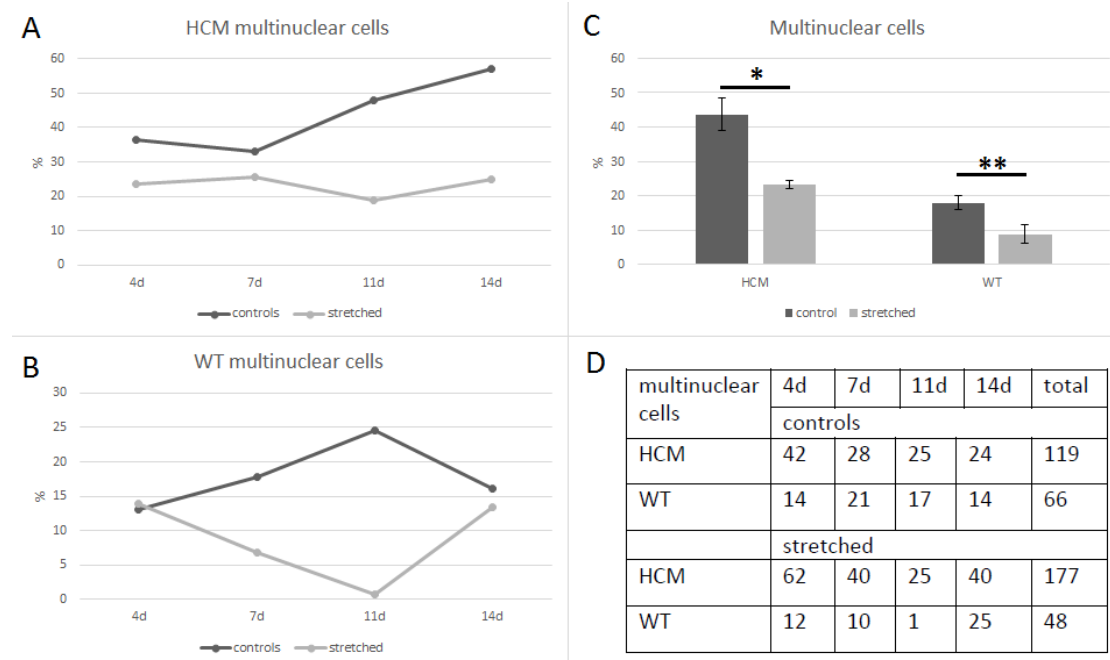 A
HCM multinuclear cells
60
50
40
30
20
10
0
%
4d 7d 11d 14d
controls stretched
B
WT multinuclear cells
30
25
20
15
10
5
0
%
4d 7d 11d 14d
controls stretched
C
Multinuclear cells
60
50
40
30
20
10
0
%
*
**
HCM WT
control stretched
D
multinuclear cells 4d 7d 11d 14d total
controls
HCM 42 28 25 24 119
WT 14 21 17 14 66
stretched
HCM 62 40 25 40 177
WT 12 10 1 25 48